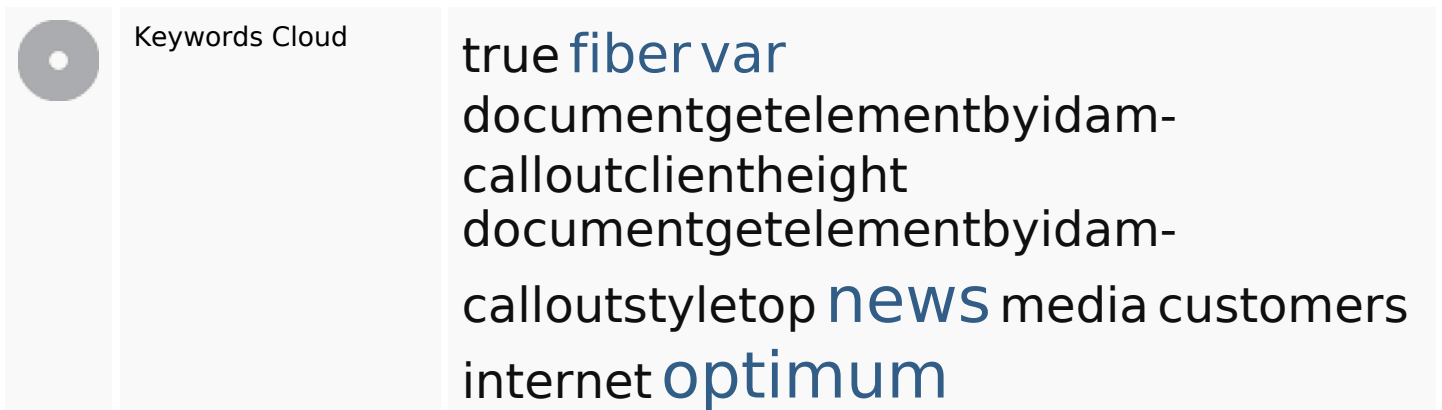 Keywords Cloud
true fiber var
documentgetelementbyidam-
calloutclientheight
documentgetelementbyidam-
calloutstyletop news media customers
internet optimum